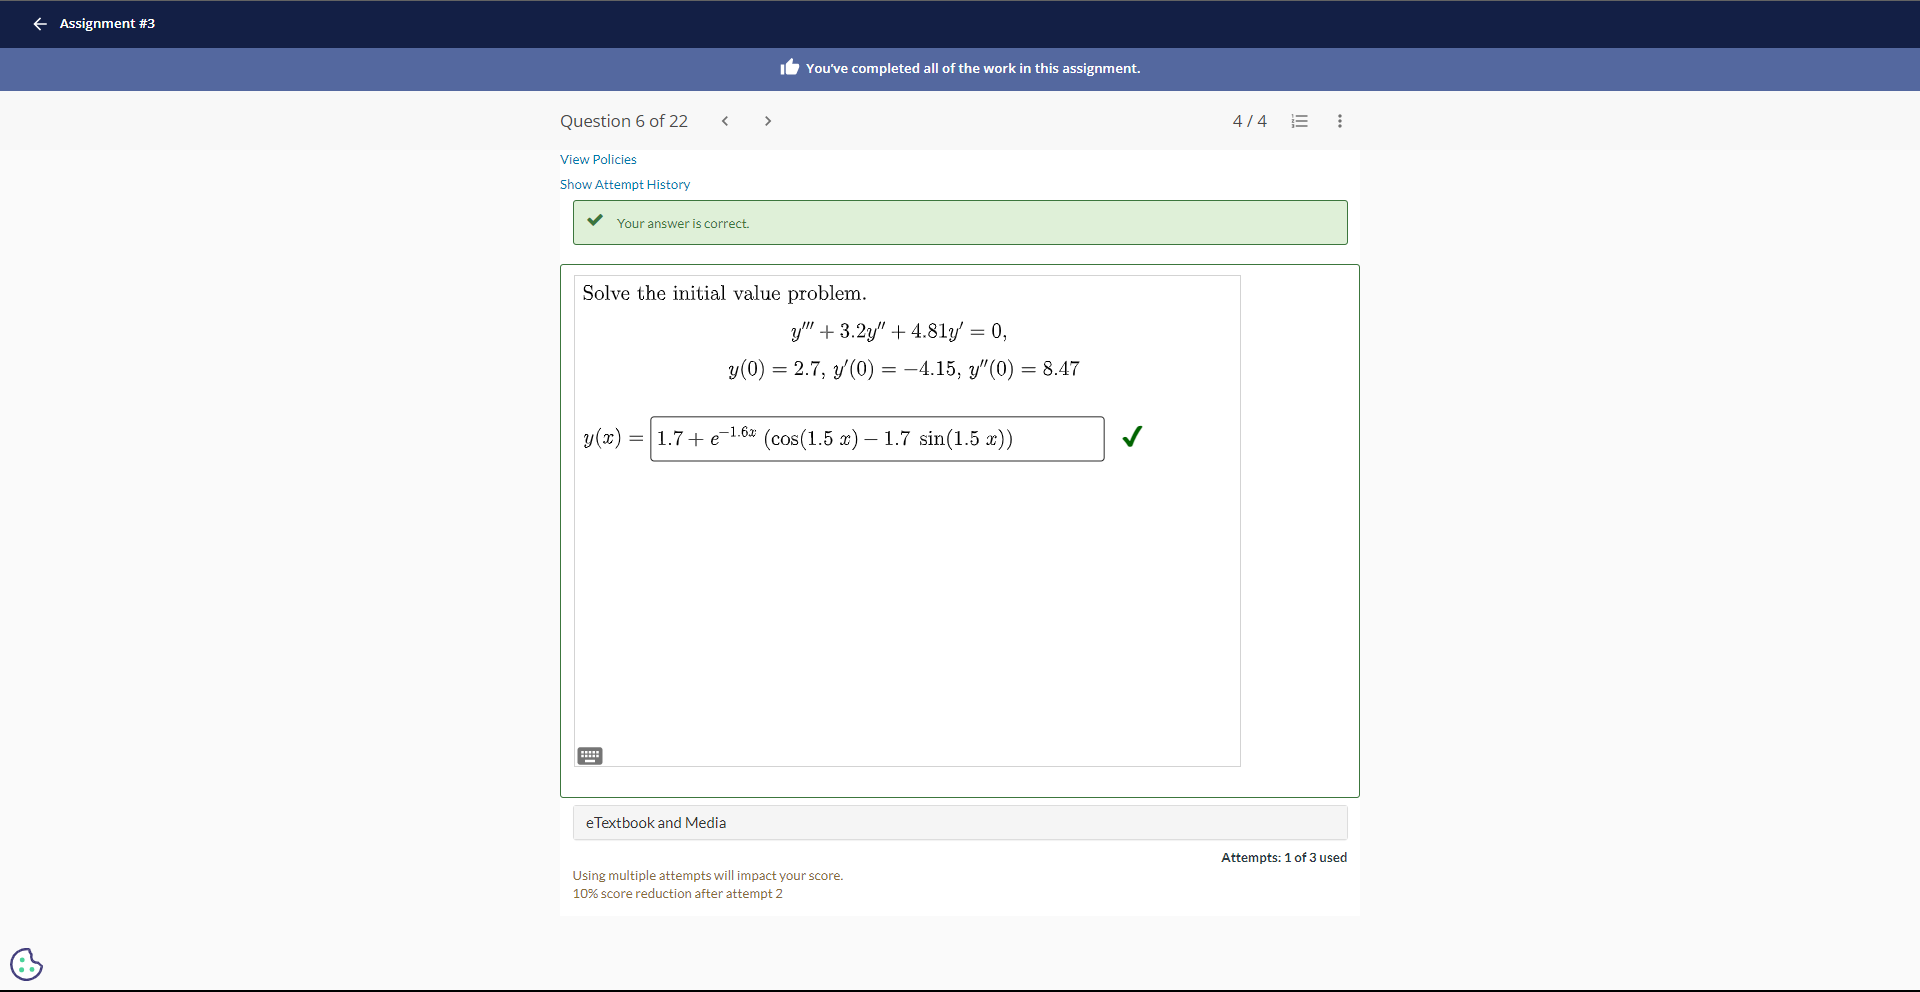 Assignment #3
You've completed all of the work in this assignment.
Question 6 of 22
4 / 4
View Policies
Show Attempt History
Your answer is correct.
Solve the initial value problem.
y''' + 3.2y'' + 4.81y' = 0,
y(0) = 2.7, y'(0) = −4.15, y''(0) = 8.47
y(x) = 1.7 + e^{−1.6x} (cos(1.5 x) − 1.7 sin(1.5 x))
eTextbook and Media
Attempts: 1 of 3 used
Using multiple attempts will impact your score.
10% score reduction after attempt 2